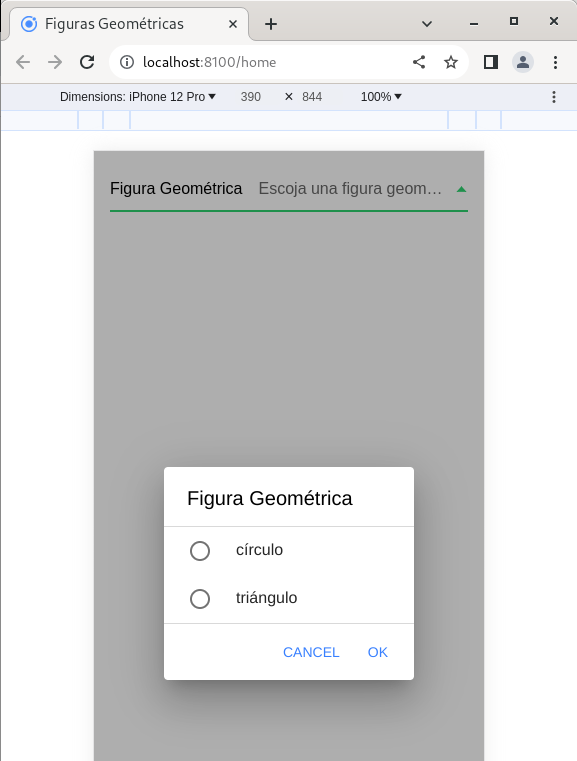 Figuras Geométricas
localhost:8100/home
Dimensions: iPhone 12 Pro 390 × 844 100%
Figura Geométrica Escoja una figura geom…
Figura Geométrica
círculo
triángulo
CANCEL OK